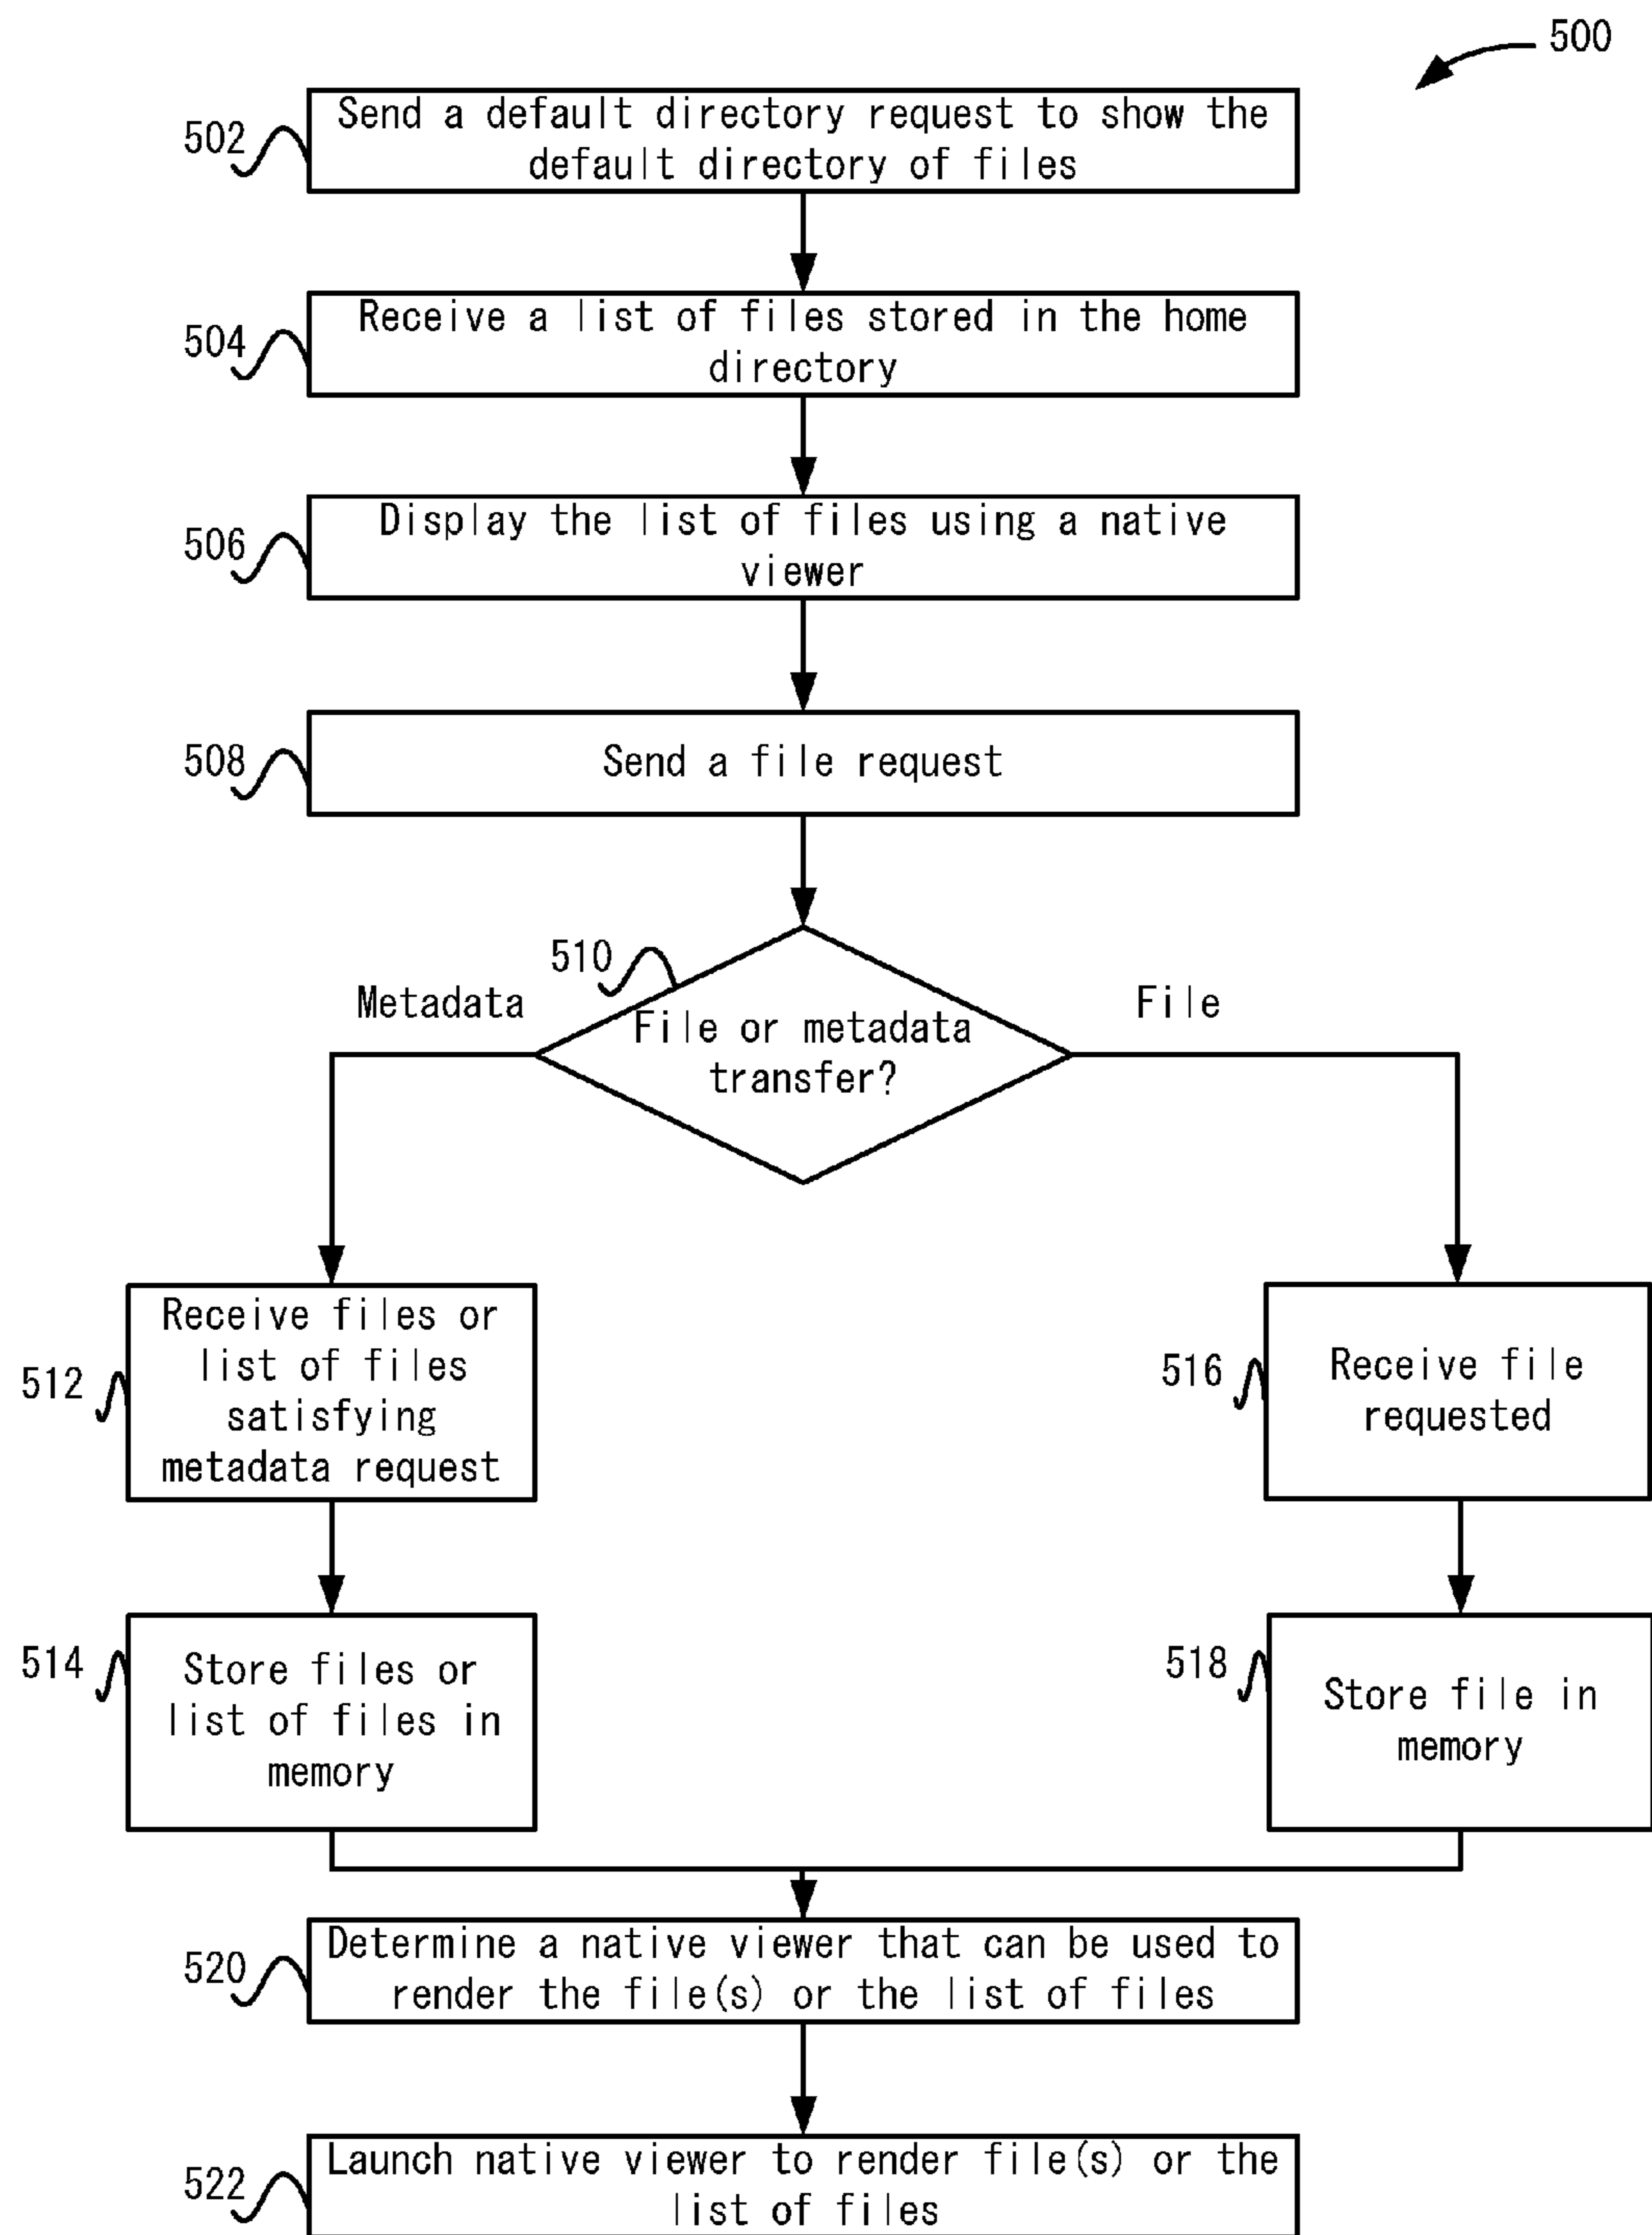 500
502
Send a default directory request to show the
default directory of files
504
Receive a list of files stored in the home
directory
506
Display the list of files using a native
viewer
508
Send a file request
510
Metadata
File
File or metadata
transfer?
512
Receive files or
list of files
satisfying
metadata request
516
Receive file
requested
514
Store files or
list of files in
memory
518
Store file in
memory
520
Determine a native viewer that can be used to
render the file(s) or the list of files
522
Launch native viewer to render file(s) or the
list of files